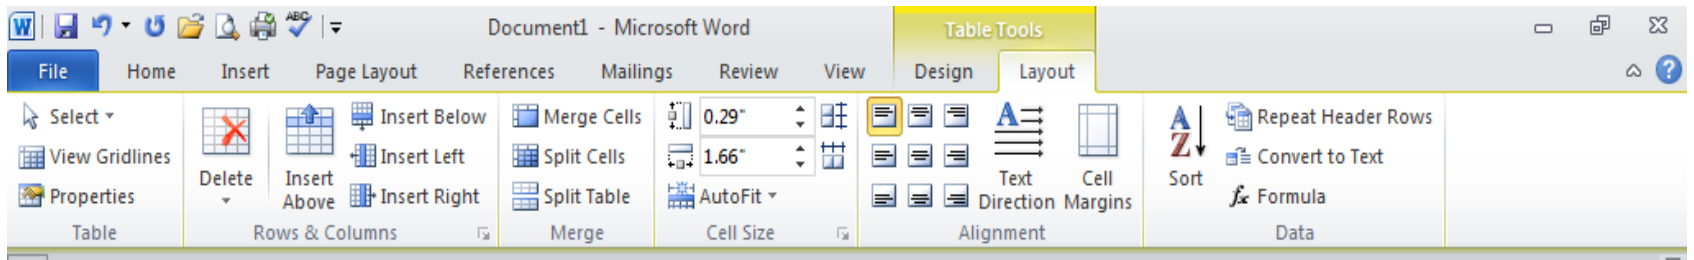 W ABC Document1 - Microsoft Word Table Tools
File Home Insert Page Layout References Mailings Review View Design Layout ?
Select
View Gridlines
Properties
Table
Delete
Insert
Above
Insert Below
Insert Left
Insert Right
Rows & Columns
Merge Cells
Split Cells
Split Table
Merge
0.29"
1.66"
AutoFit
Cell Size
A
Text
Direction
Cell
Margins
Alignment
A
Z
Sort
Repeat Header Rows
Convert to Text
fx Formula
Data